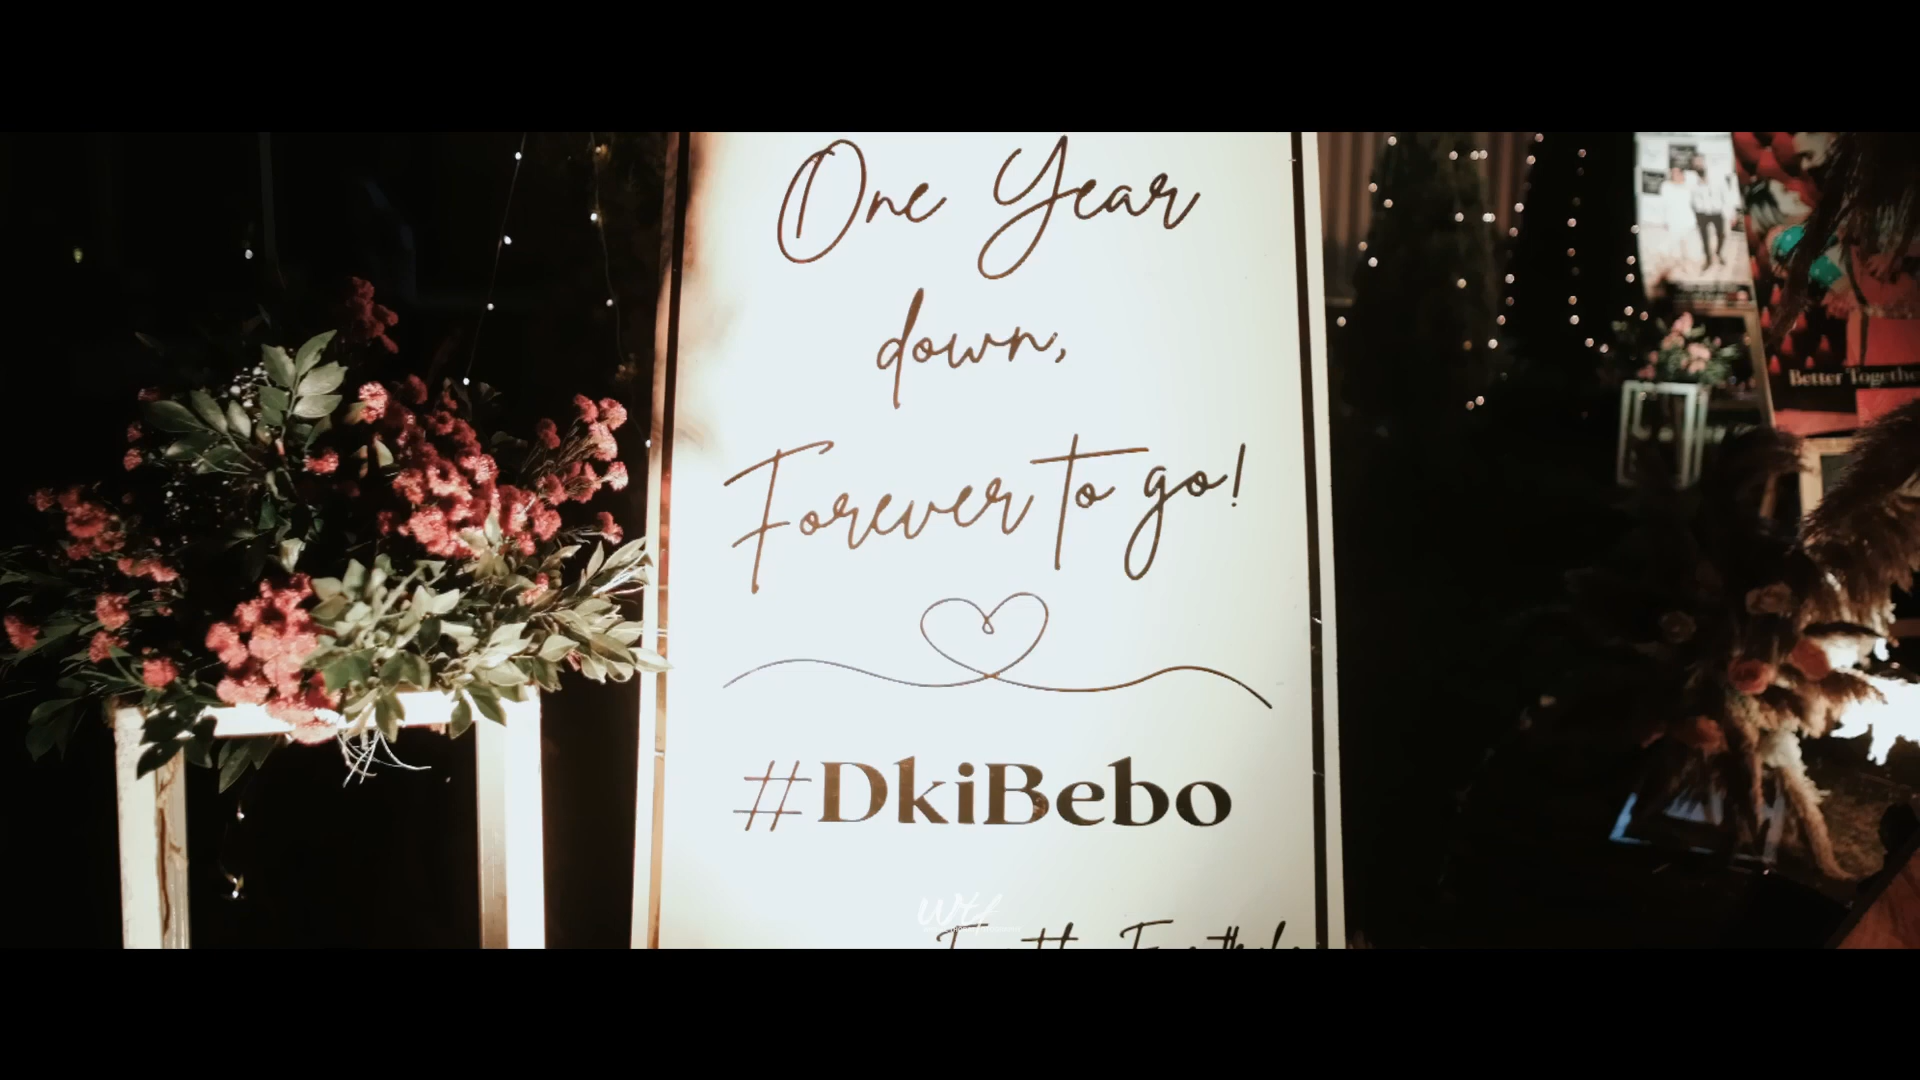 One Year
down,
Forever to go!
#DkiBebo
Better Together